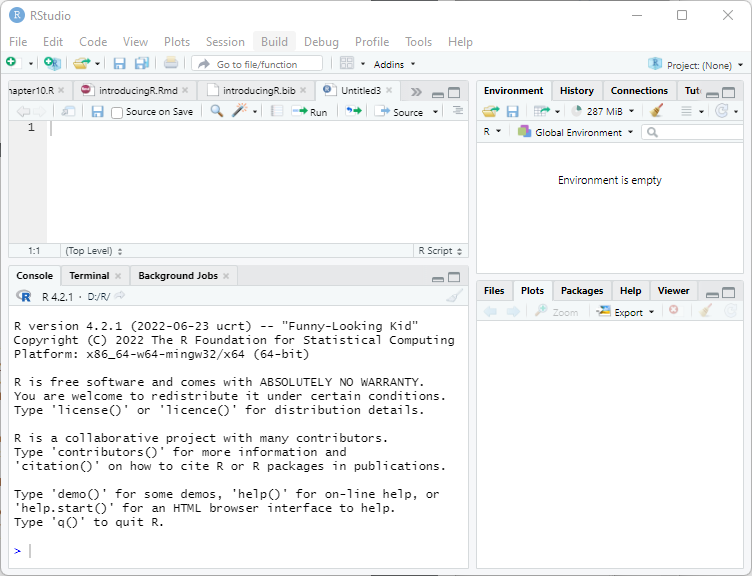 R RStudio
File Edit Code View Plots Session Build Debug Profile Tools Help
Go to file/function Addins R Project: (None)
hapter10.R introducingR.Rmd introducingR.bib Untitled3
Source on Save Run Source
1
1:1 (Top Level) R Script
Console Terminal Background Jobs
R R 4.2.1 · D:/R/
R version 4.2.1 (2022-06-23 ucrt) -- "Funny-Looking Kid"
Copyright (C) 2022 The R Foundation for Statistical Computing
Platform: x86_64-w64-mingw32/x64 (64-bit)
R is free software and comes with ABSOLUTELY NO WARRANTY.
You are welcome to redistribute it under certain conditions.
Type 'license()' or 'licence()' for distribution details.
R is a collaborative project with many contributors.
Type 'contributors()' for more information and
'citation()' on how to cite R or R packages in publications.
Type 'demo()' for some demos, 'help()' for on-line help, or
'help.start()' for an HTML browser interface to help.
Type 'q()' to quit R.
>
Environment History Connections Tut
287 MiB
R Global Environment
Environment is empty
Files Plots Packages Help Viewer
Zoom Export